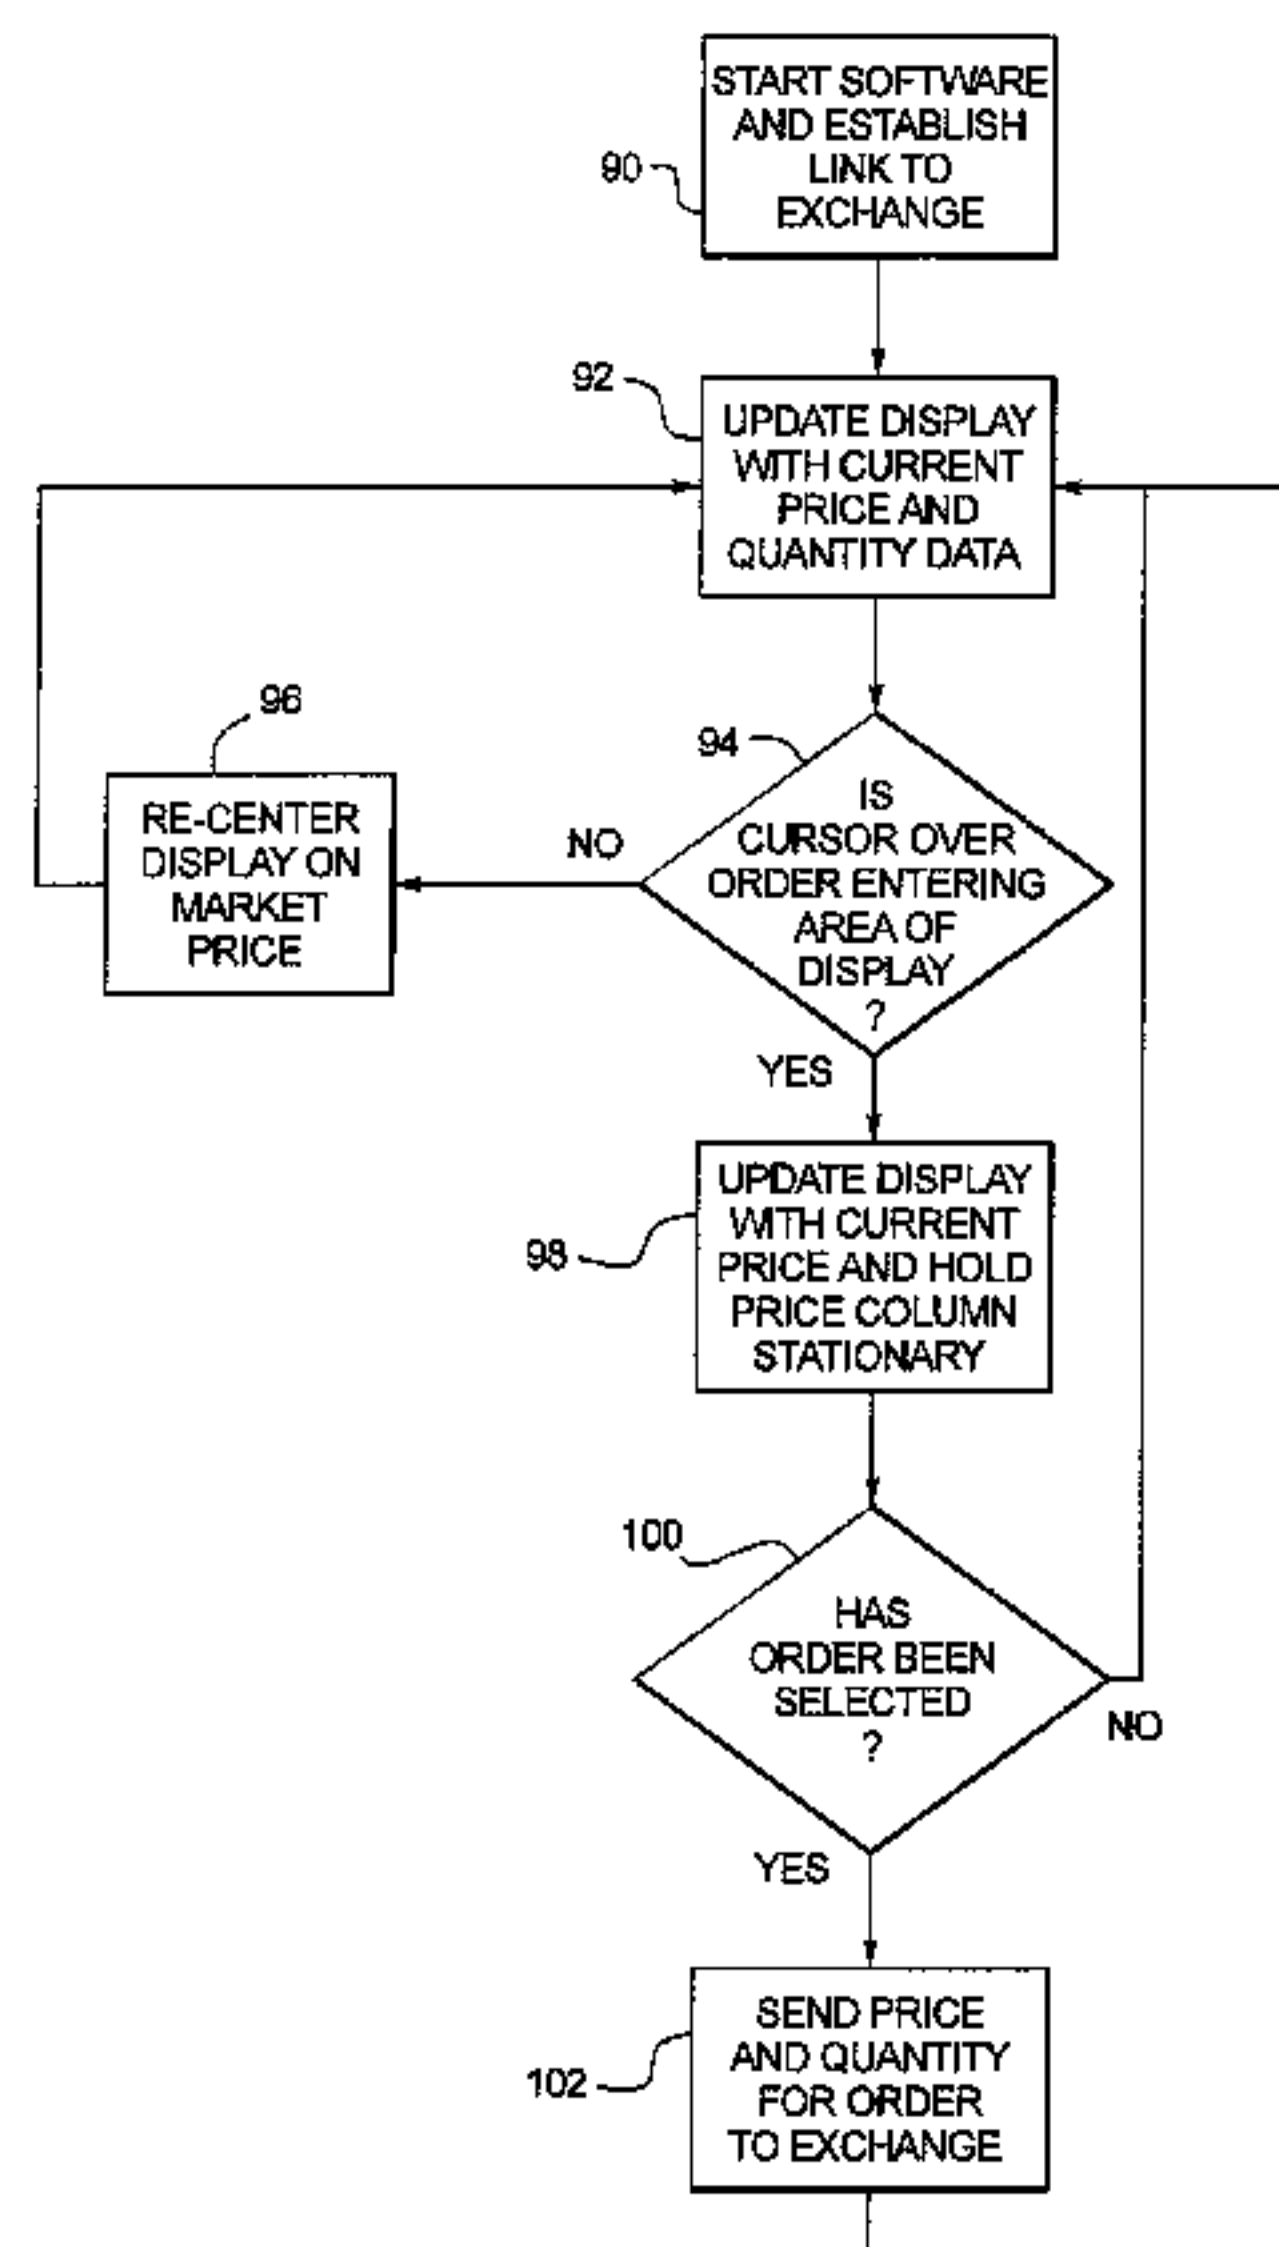 START SOFTWARE
AND ESTABLISH
LINK TO
EXCHANGE
90
92
UPDATE DISPLAY
WITH CURRENT
PRICE AND
QUANTITY DATA
96
RE-CENTER
DISPLAY ON
MARKET
PRICE
NO
94
IS
CURSOR OVER
ORDER ENTERING
AREA OF
DISPLAY
?
YES
98
UPDATE DISPLAY
WITH CURRENT
PRICE AND HOLD
PRICE COLUMN
STATIONARY
100
HAS
ORDER BEEN
SELECTED
?
NO
YES
102
SEND PRICE
AND QUANTITY
FOR ORDER
TO EXCHANGE